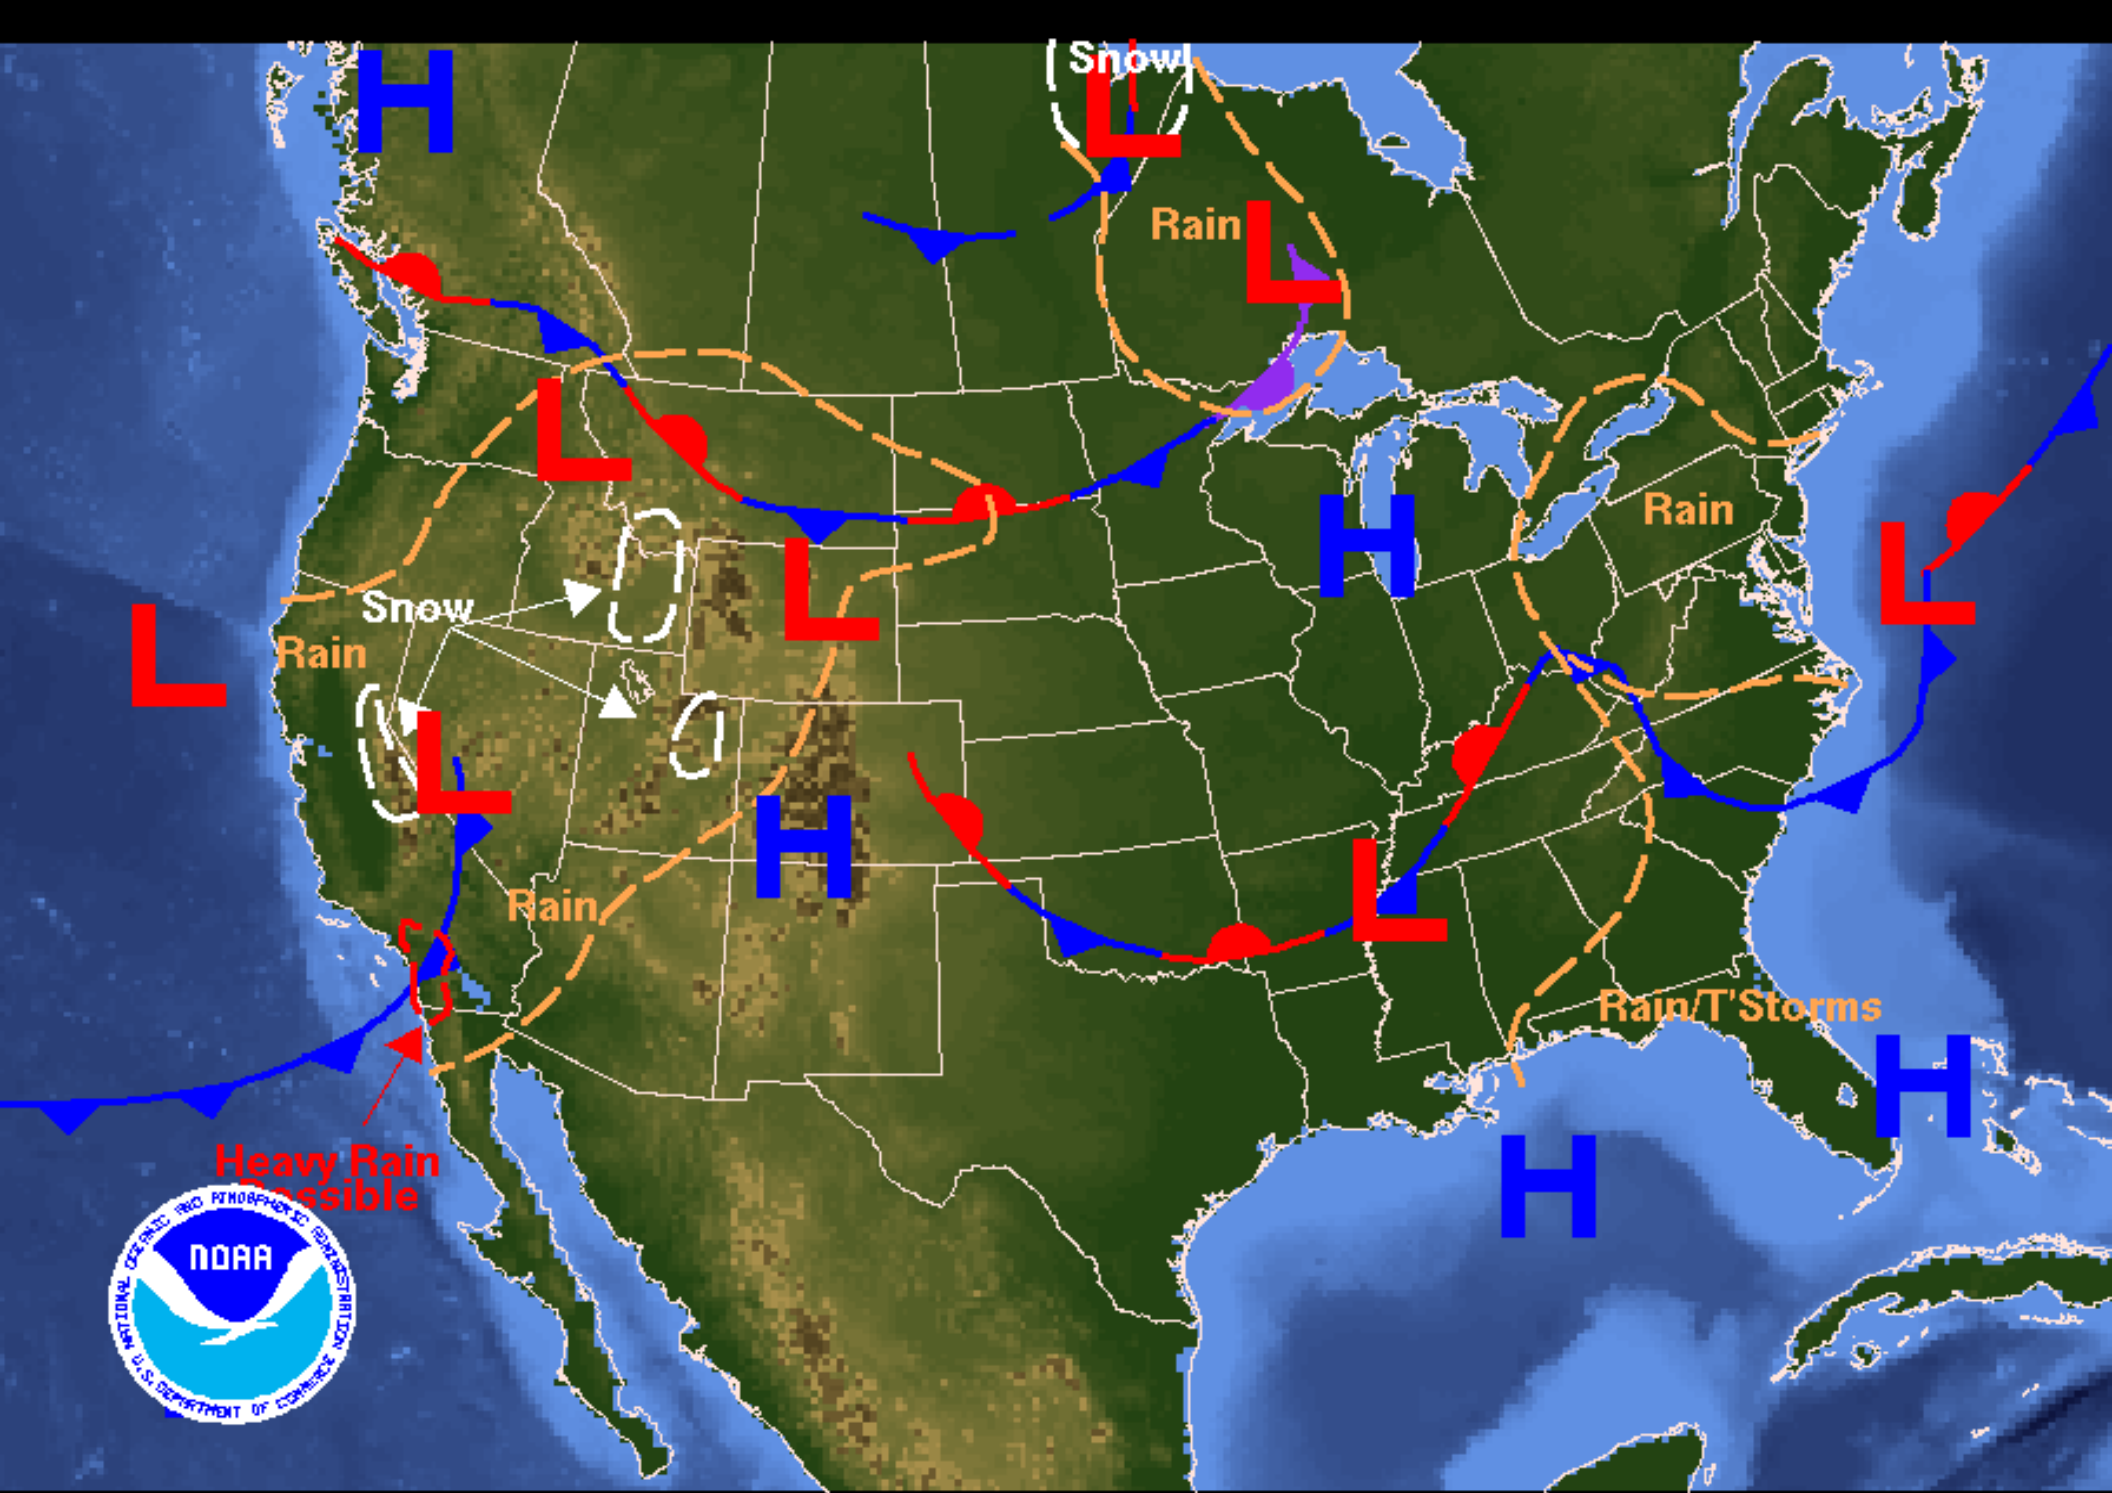 H
Snow
L
Rain
L
L
H
Rain
L
L
Snow
L
Rain
L
H
L
Rain
Rain/T'Storms
H
H
Heavy Rain
Possible
NATIONAL OCEANIC AND ATMOSPHERIC ADMINISTRATION
NOAA
U.S. DEPARTMENT OF COMMERCE